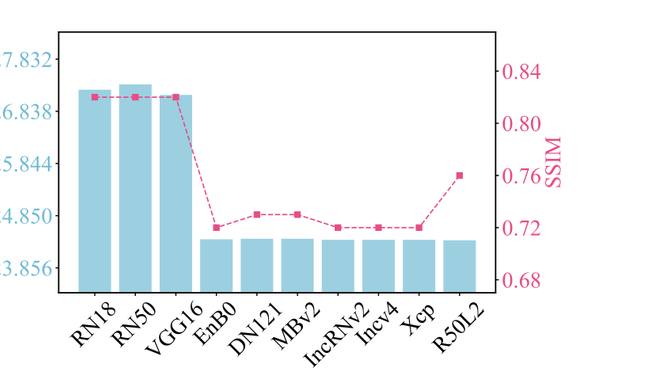 7.832
6.838
5.844
4.850
3.856
0.84
0.80
0.76
0.72
0.68
SSIM
RN18
RN50
VGG16
EnB0
DN121
MBv2
IncRNv2
Incv4
Xcp
R50L2